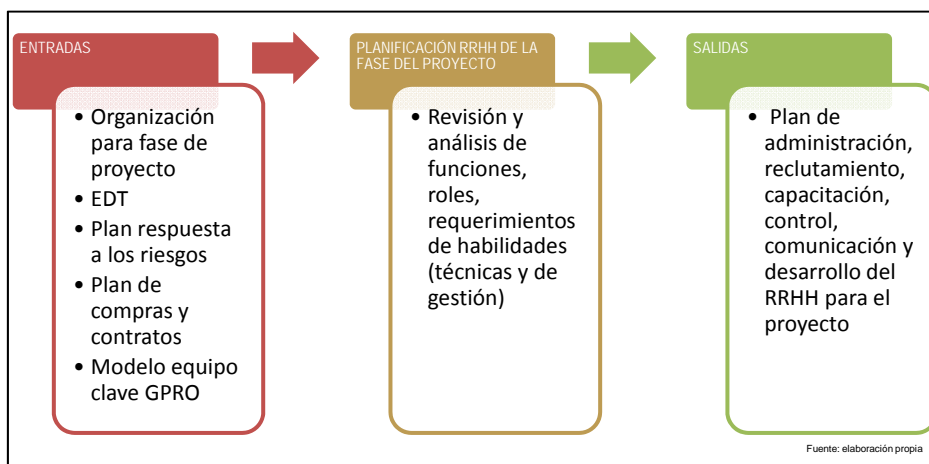 ENTRADAS
• Organización
para fase de
proyecto
• EDT
• Plan respuesta
a los riesgos
• Plan de
compras y
contratos
• Modelo equipo
clave GPRO
PLANIFICACIÓN RRHH DE LA
FASE DEL PROYECTO
• Revisión y
análisis de
funciones,
roles,
requerimientos
de habilidades
(técnicas y de
gestión)
SALIDAS
• Plan de
administración,
reclutamiento,
capacitación,
control,
comunicación y
desarrollo del
RRHH para el
proyecto
Fuente: elaboración propia